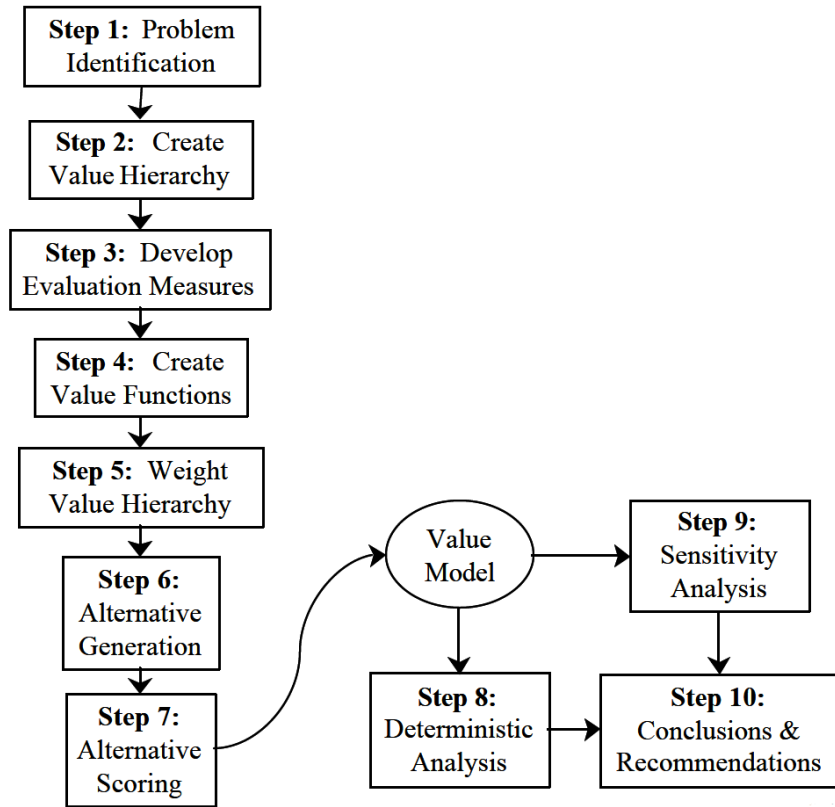 Step 1: Problem
Identification
Step 2: Create
Value Hierarchy
Step 3: Develop
Evaluation Measures
Step 4: Create
Value Functions
Step 5: Weight
Value Hierarchy
Step 6:
Alternative
Generation
Step 7:
Alternative
Scoring
Value
Model
Step 8:
Deterministic
Analysis
Step 9:
Sensitivity
Analysis
Step 10:
Conclusions &
Recommendations